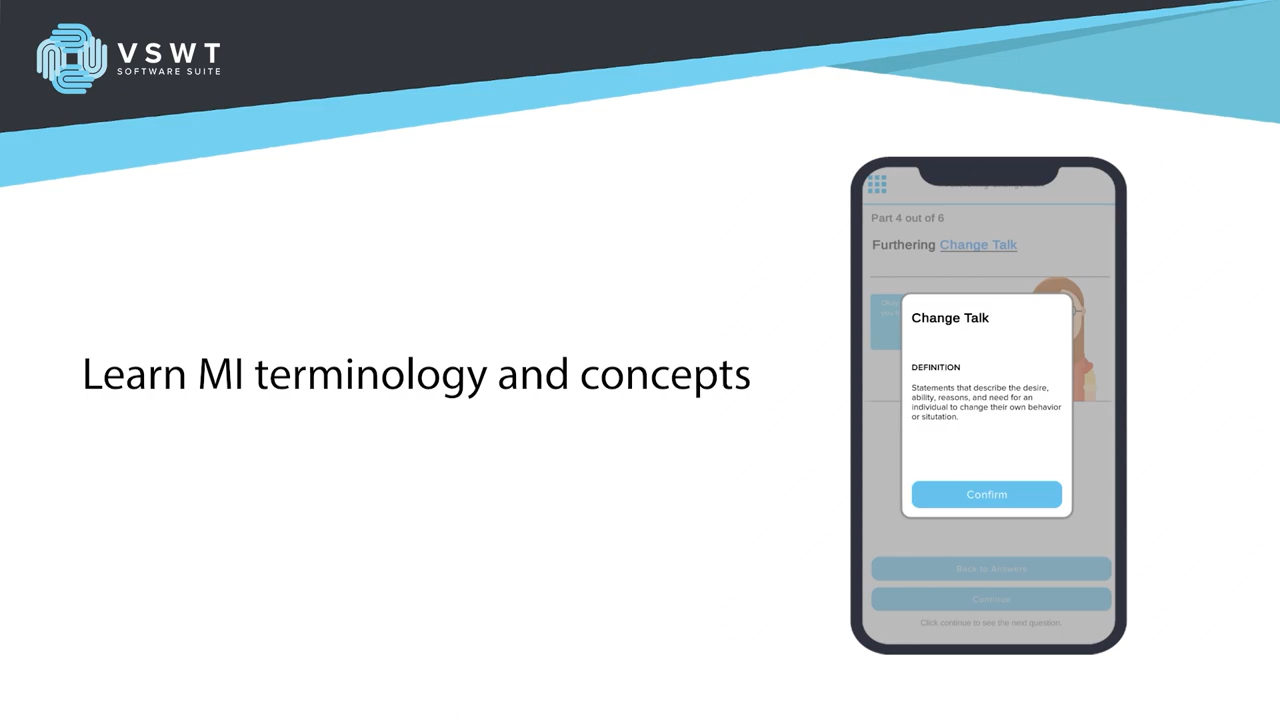 VSWT
SOFTWARE SUITE
Learn MI terminology and concepts
Part 4 out of 6
Furthering Change Talk
Change Talk
DEFINITION
Statements that describe the desire,
ability, reasons, and need for an
individual to change their own behavior
or situtation.
Confirm
Back to Answers
Continue
Click continue to see the next question.